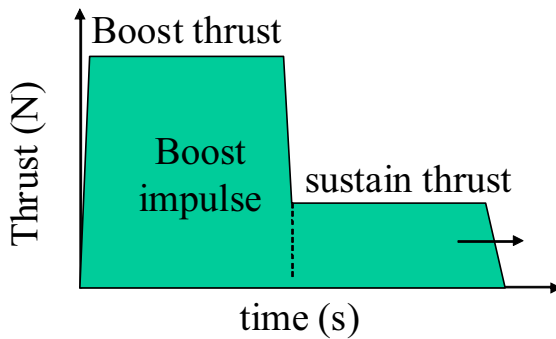 Boost thrust
Thrust (N)
Boost
impulse
sustain thrust
time (s)